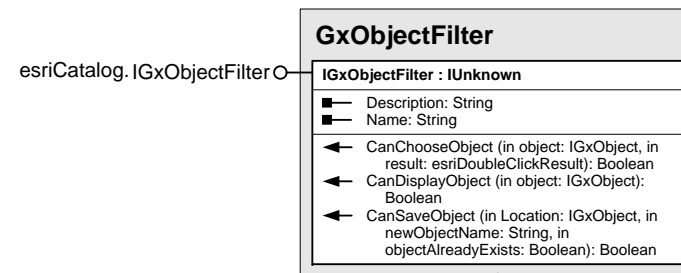 GxObjectFilter
esriCatalog. IGxObjectFilter
IGxObjectFilter : IUnknown
Description: String
Name: String
CanChooseObject (in object: IGxObject, in
result: esriDoubleClickResult): Boolean
CanDisplayObject (in object: IGxObject):
Boolean
CanSaveObject (in Location: IGxObject, in
newObjectName: String, in
objectAlreadyExists: Boolean): Boolean